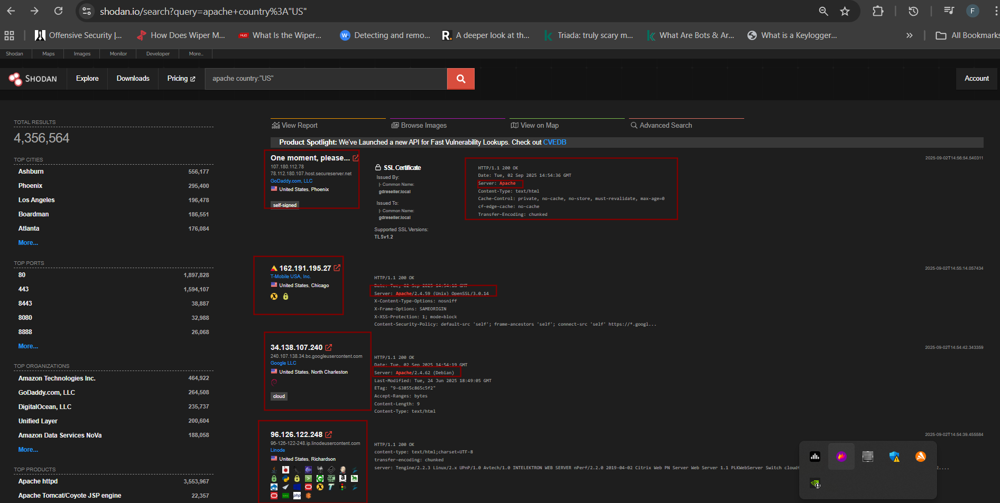 shodan.io/search?query=apache+country%3A"US"
F
Offensive Security |...
How Does Wiper M...
What Is the Wiper...
Detecting and remo...
A deeper look at th...
Triada: truly scary m...
What Are Bots & Ar...
What is a Keylogger...
»
All Bookmarks
Shodan
Maps
Images
Monitor
Developer
More...
SHODAN
Explore
Downloads
Pricing
apache country:"US"
Account
TOTAL RESULTS
4,356,564
TOP CITIES
Ashburn 556,177
Phoenix 295,400
Los Angeles 196,478
Boardman 186,551
Atlanta 176,084
More...
TOP PORTS
80 1,897,828
443 1,594,107
8443 38,887
8080 32,988
8888 26,068
More...
TOP ORGANIZATIONS
Amazon Technologies Inc. 464,922
GoDaddy.com, LLC 264,508
DigitalOcean, LLC 235,737
Unified Layer 200,604
Amazon Data Services NoVa 188,058
More...
TOP PRODUCTS
Apache httpd 3,553,967
Apache Tomcat/Coyote JSP engine 22,357
View Report
Browse Images
View on Map
Advanced Search
Product Spotlight: We've Launched a new API for Fast Vulnerability Lookups. Check out CVEDB
One moment, please...
107.180.112.78
78.112.180.107.host.secureserver.net
GoDaddy.com, LLC
United States, Phoenix
self-signed
SSL Certificate
Issued By:
|- Common Name:
gdreseller.local
Issued To:
|- Common Name:
gdreseller.local
Supported SSL Versions:
TLSv1.2
HTTP/1.1 200 OK
Date: Tue, 02 Sep 2025 14:54:36 GMT
Server: Apache
Content-Type: text/html
Cache-Control: private, no-cache, no-store, must-revalidate, max-age=0
cf-edge-cache: no-cache
Transfer-Encoding: chunked
2025-09-02T14:56:54.540311
162.191.195.27
T-Mobile USA, Inc.
United States, Chicago
HTTP/1.1 200 OK
Date: Tue, 02 Sep 2025 14:54:18 GMT
Server: Apache/2.4.59 (Unix) OpenSSL/3.0.14
X-Content-Type-Options: nosniff
X-Frame-Options: SAMEORIGIN
X-XSS-Protection: 1; mode=block
Content-Security-Policy: default-src 'self'; frame-ancestors 'self'; connect-src 'self' https://*.googl...
2025-09-02T14:55:14.057434
34.138.107.240
240.107.138.34.bc.googleusercontent.com
Google LLC
United States, North Charleston
cloud
HTTP/1.1 200 OK
Date: Tue, 02 Sep 2025 14:54:19 GMT
Server: Apache/2.4.62 (Debian)
Last-Modified: Tue, 24 Jun 2025 18:49:05 GMT
ETag: "9-63855c865c5f2"
Accept-Ranges: bytes
Content-Length: 9
Content-Type: text/html
2025-09-02T14:54:42.343359
96.126.122.248
96-126-122-248.ip.linodeusercontent.com
Linode
United States, Richardson
HTTP/1.1 200 OK
content-type: text/html;charset=UTF-8
transfer-encoding: chunked
server: Tengine/2.2.3 Linux/2.x UPnP/1.0 Avtech/1.0 INTELEKTRON WEB SERVER nPerf/2.2.0 2019-04-02 Citrix Web PN Server Web Server 1.1 PLKWebServer Switch cloudf
2....
2025-09-02T14:54:39.455584